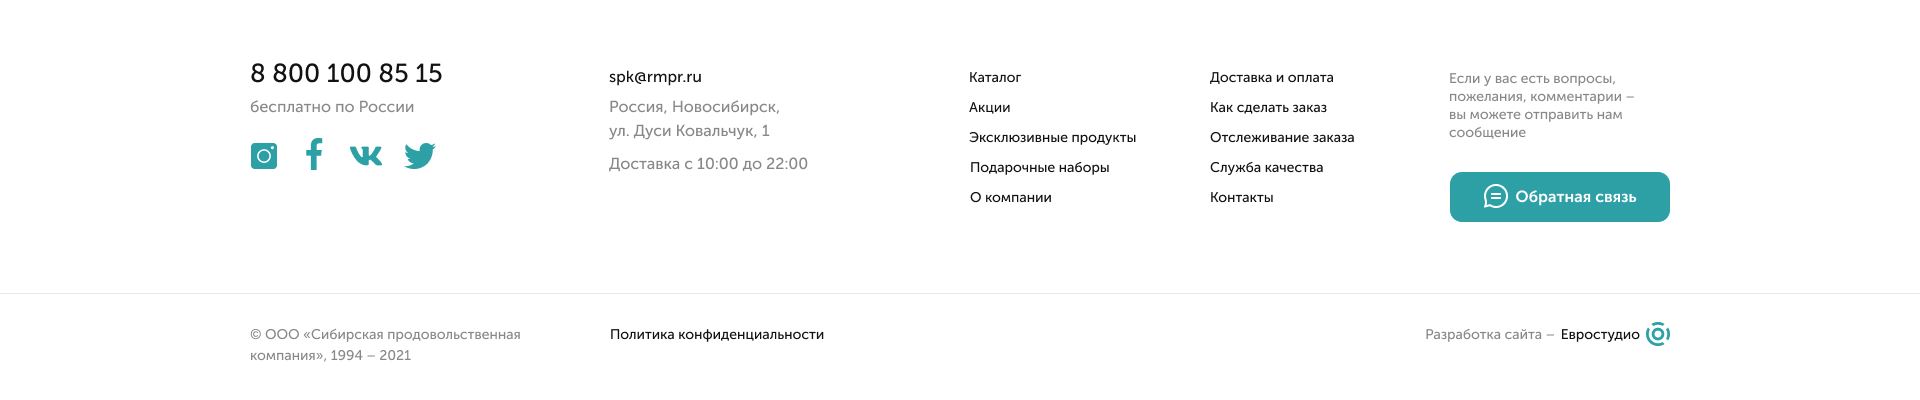 8 800 100 85 15
бесплатно по России
spk@rmpr.ru
Россия, Новосибирск,
ул. Дуси Ковальчук, 1
Доставка с 10:00 до 22:00
Каталог
Акции
Эксклюзивные продукты
Подарочные наборы
О компании
Доставка и оплата
Как сделать заказ
Отслеживание заказа
Служба качества
Контакты
Если у вас есть вопросы,
пожелания, комментарии –
вы можете отправить нам
сообщение
Обратная связь
© ООО «Сибирская продовольственная
компания», 1994 – 2021
Политика конфиденциальности
Разработка сайта – Евростудио